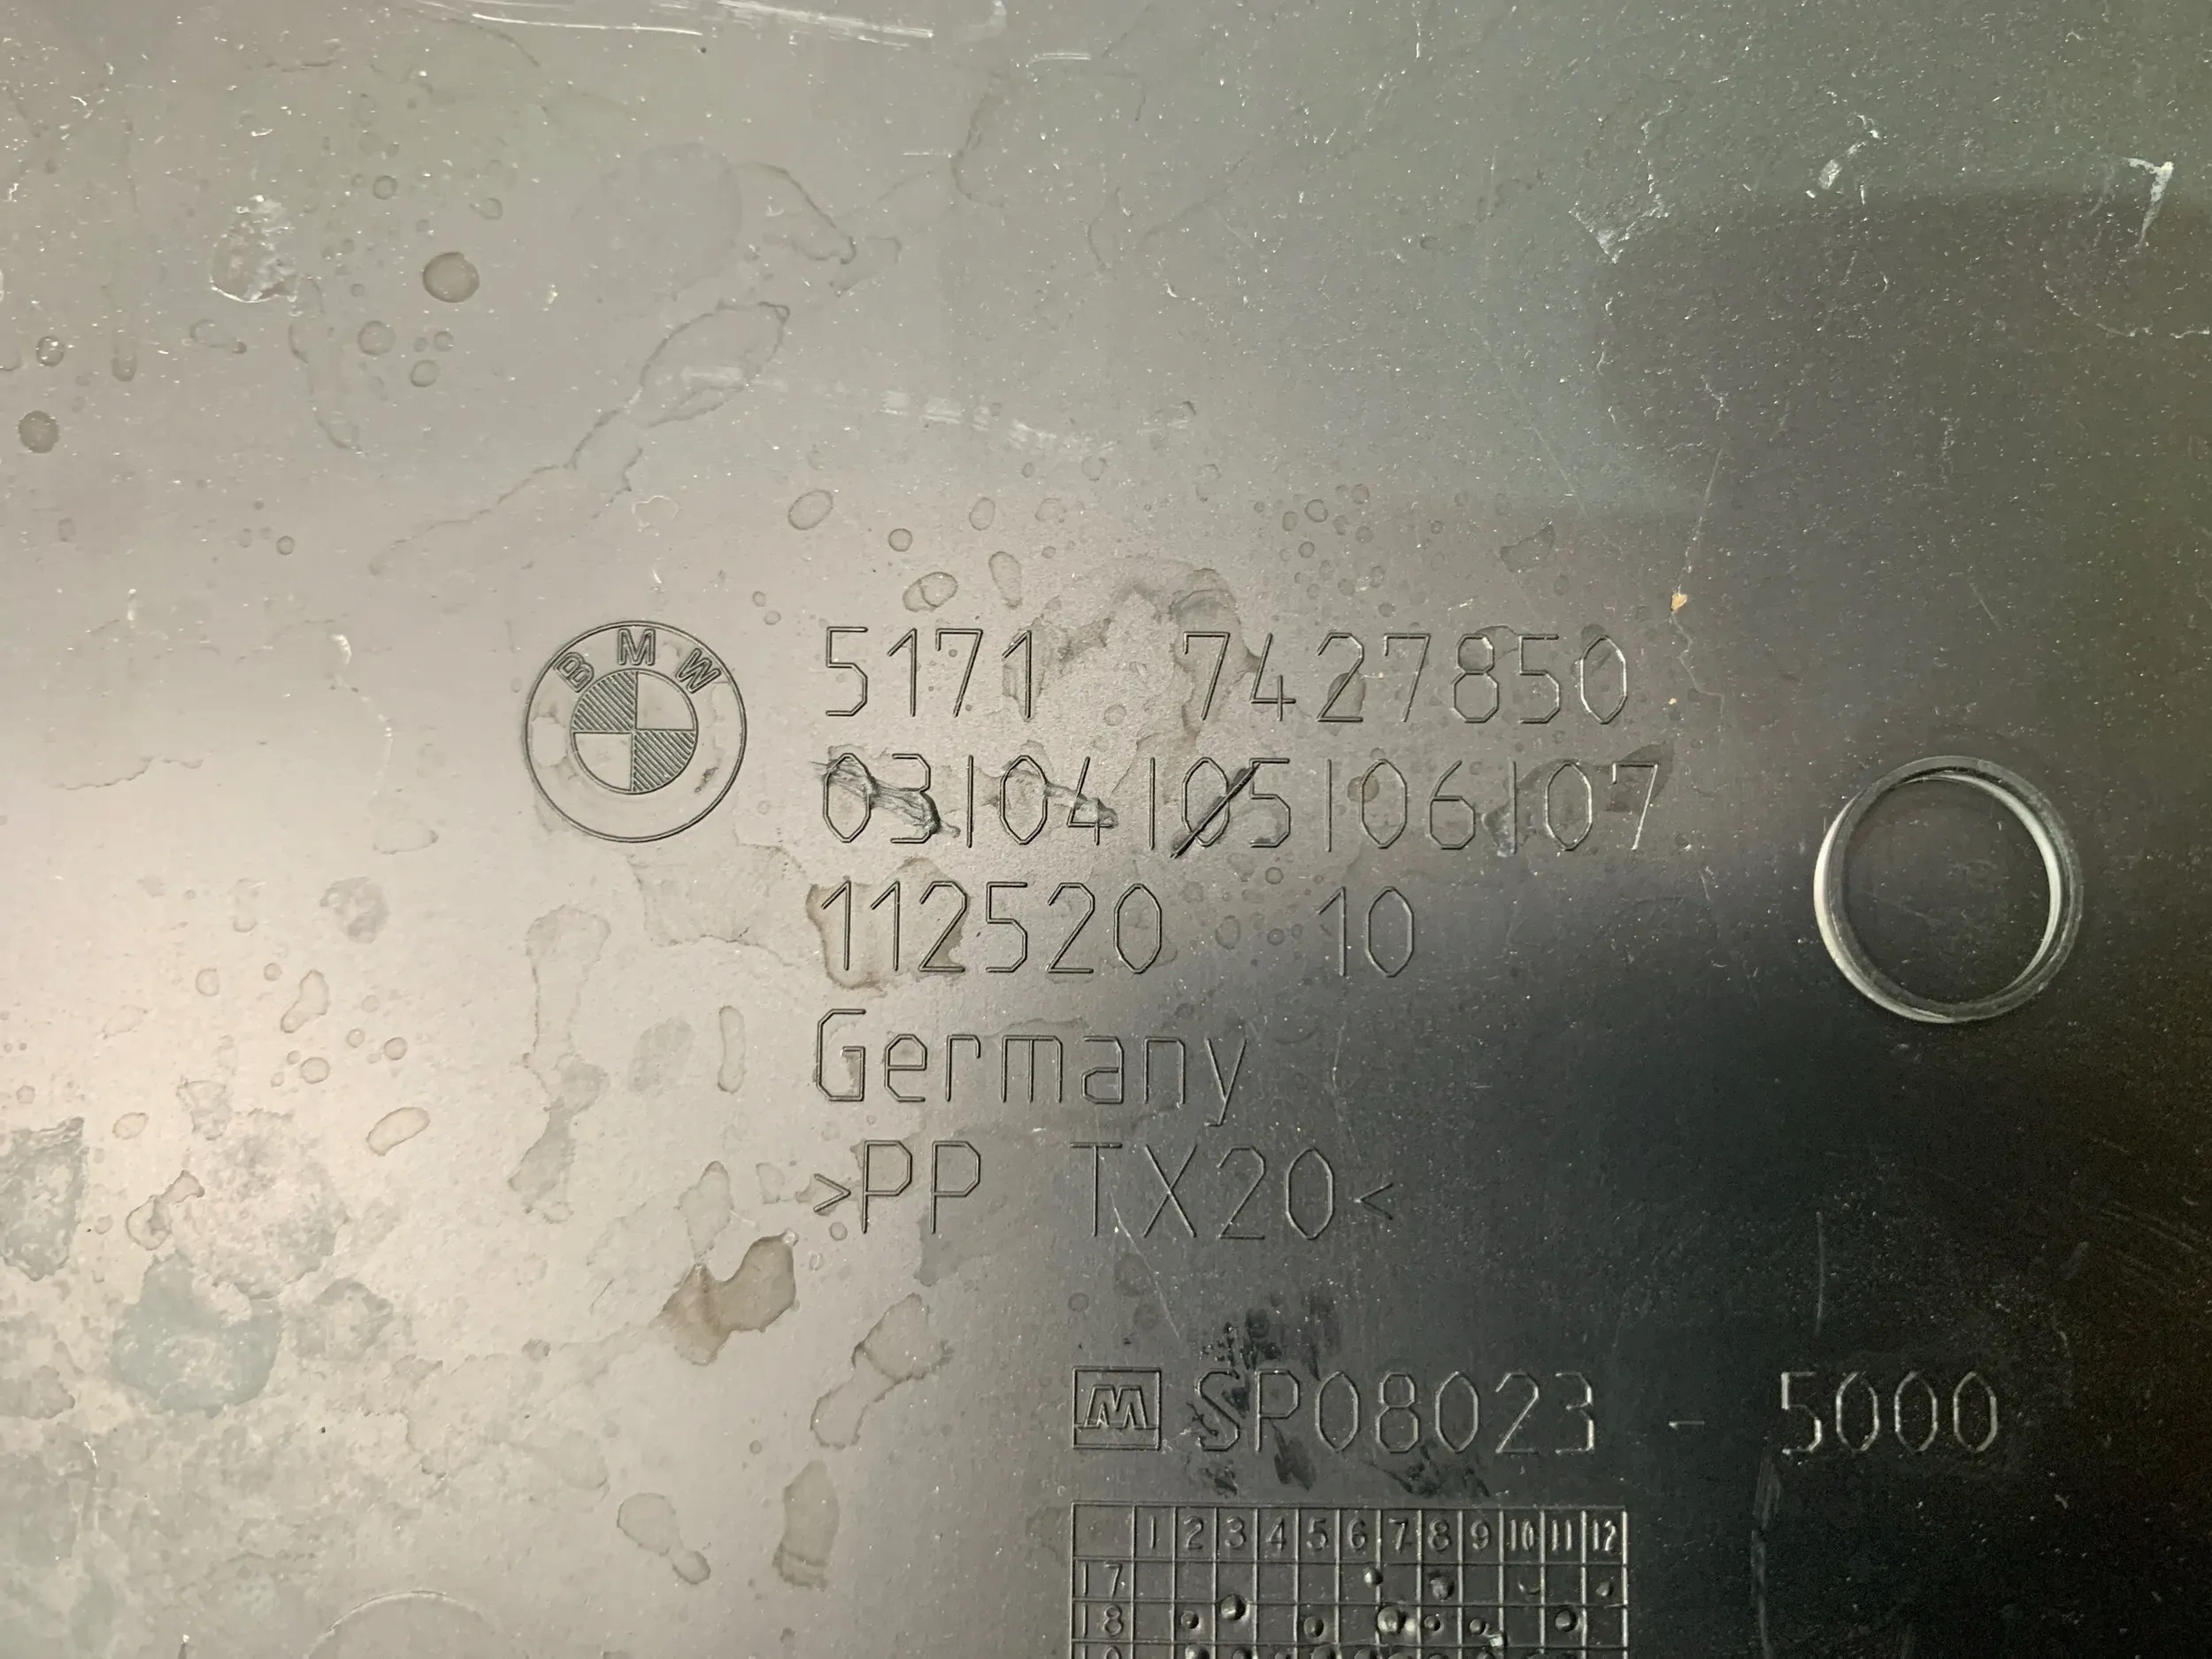 BMW
5171 7427850
03|04|05|06|07
112520 10
Germany
>PP TX20<
M SP08023 - 5000
1 2 3 4 5 6 7 8 9 10 11 12
17
18